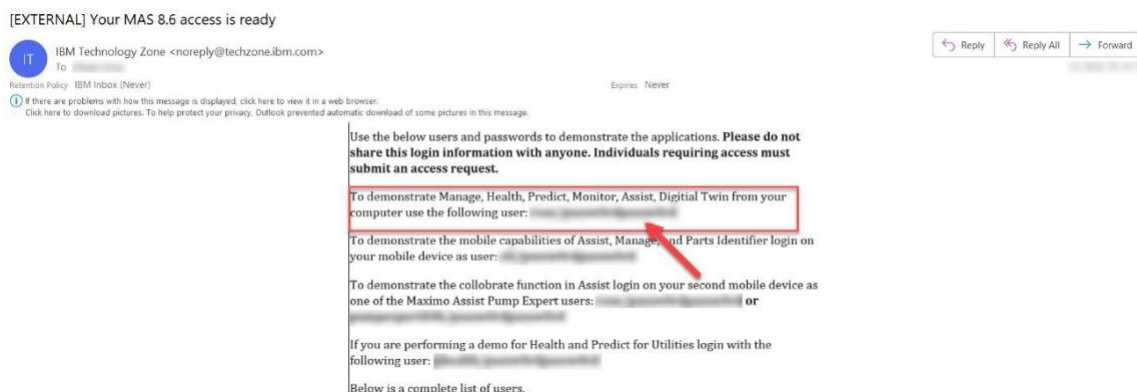 [EXTERNAL] Your MAS 8.6 access is ready
IT
IBM Technology Zone <noreply@techzone.ibm.com>
To
Reply
Reply All
Forward
Retention Policy IBM Inbox (Never)
Expires Never
If there are problems with how this message is displayed, click here to view it in a web browser.
Click here to download pictures. To help protect your privacy, Outlook prevented automatic download of some pictures in this message.
Use the below users and passwords to demonstrate the applications. Please do not
share this login information with anyone. Individuals requiring access must
submit an access request.
To demonstrate Manage, Health, Predict, Monitor, Assist, Digitial Twin from your
computer use the following user:
To demonstrate the mobile capabilities of Assist, Manage, and Parts Identifier login on
your mobile device as user:
To demonstrate the collobrate function in Assist login on your second mobile device as
one of the Maximo Assist Pump Expert users: or
If you are performing a demo for Health and Predict for Utilities login with the
following user:
Below is a complete list of users.